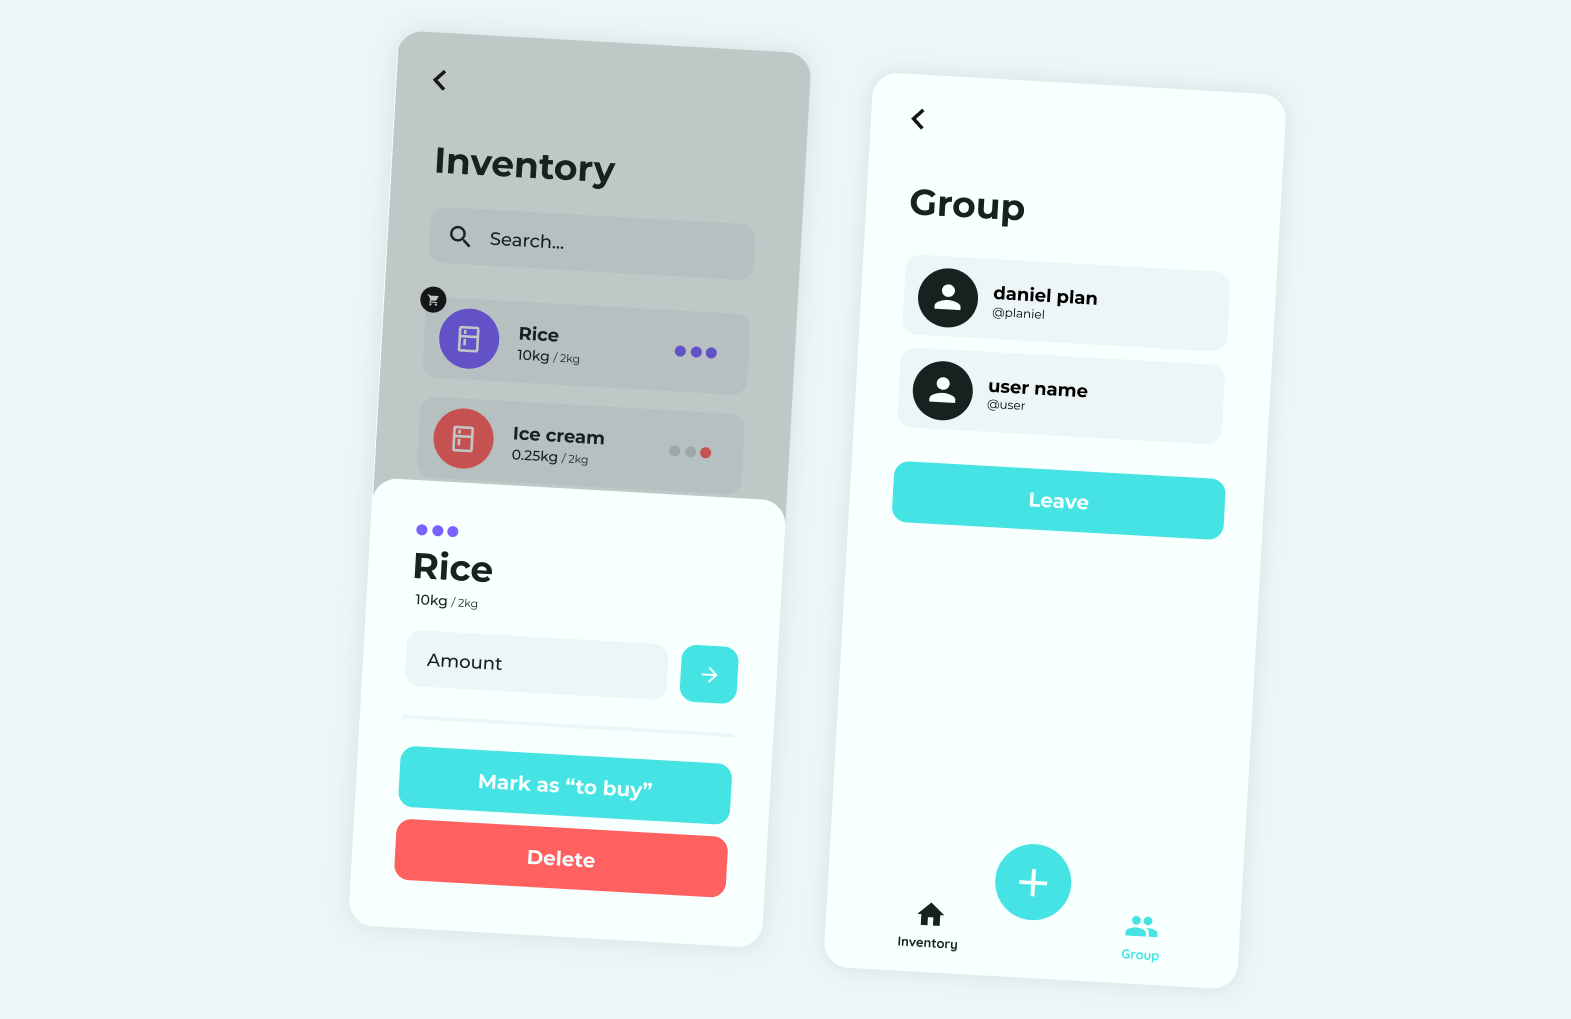 Inventory
Search...
Rice
10kg / 2kg
Ice cream
0.25kg / 2kg
Rice
10kg / 2kg
Amount
Mark as “to buy”
Delete
Group
daniel plan
@planiel
user name
@user
Leave
Inventory
Group